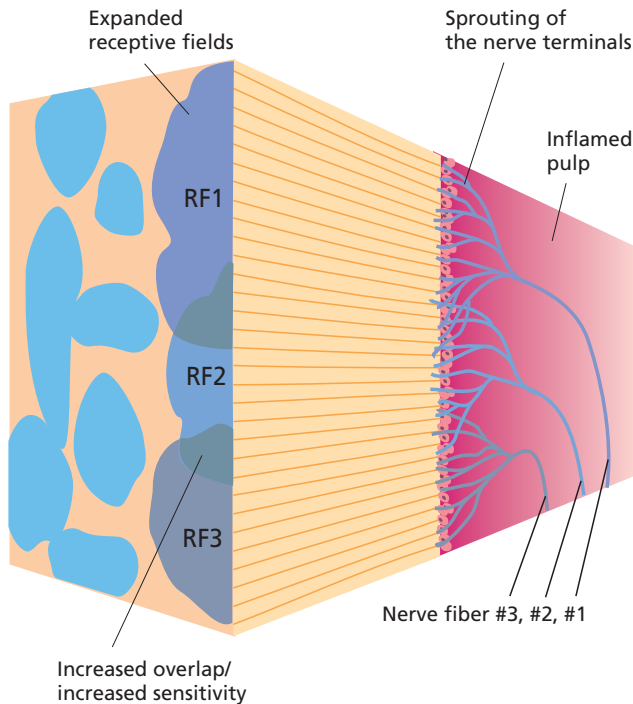 Expanded
receptive fields
Sprouting of
the nerve terminals
Inflamed
pulp
RF1
RF2
RF3
Nerve fiber #3, #2, #1
Increased overlap/
increased sensitivity